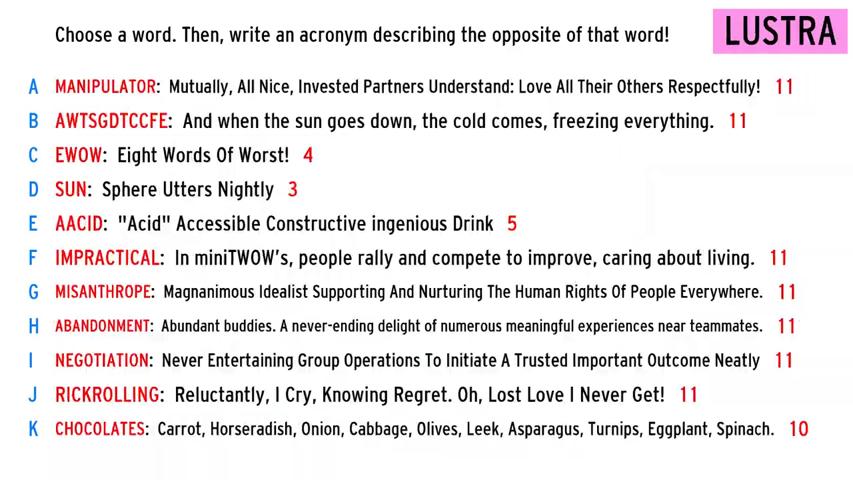 Choose a word. Then, write an acronym describing the opposite of that word!
LUSTRA
A MANIPULATOR: Mutually, All Nice, Invested Partners Understand: Love All Their Others Respectfully! 11
B AWTSGDTCCFE: And when the sun goes down, the cold comes, freezing everything. 11
C EWOW: Eight Words Of Worst! 4
D SUN: Sphere Utters Nightly 3
E AACID: "Acid" Accessible Constructive ingenious Drink 5
F IMPRACTICAL: In miniTWOW's, people rally and compete to improve, caring about living. 11
G MISANTHROPE: Magnanimous Idealist Supporting And Nurturing The Human Rights Of People Everywhere. 11
H ABANDONMENT: Abundant buddies. A never-ending delight of numerous meaningful experiences near teammates. 11
I NEGOTIATION: Never Entertaining Group Operations To Initiate A Trusted Important Outcome Neatly 11
J RICKROLLING: Reluctantly, I Cry, Knowing Regret. Oh, Lost Love I Never Get! 11
K CHOCOLATES: Carrot, Horseradish, Onion, Cabbage, Olives, Leek, Asparagus, Turnips, Eggplant, Spinach. 10